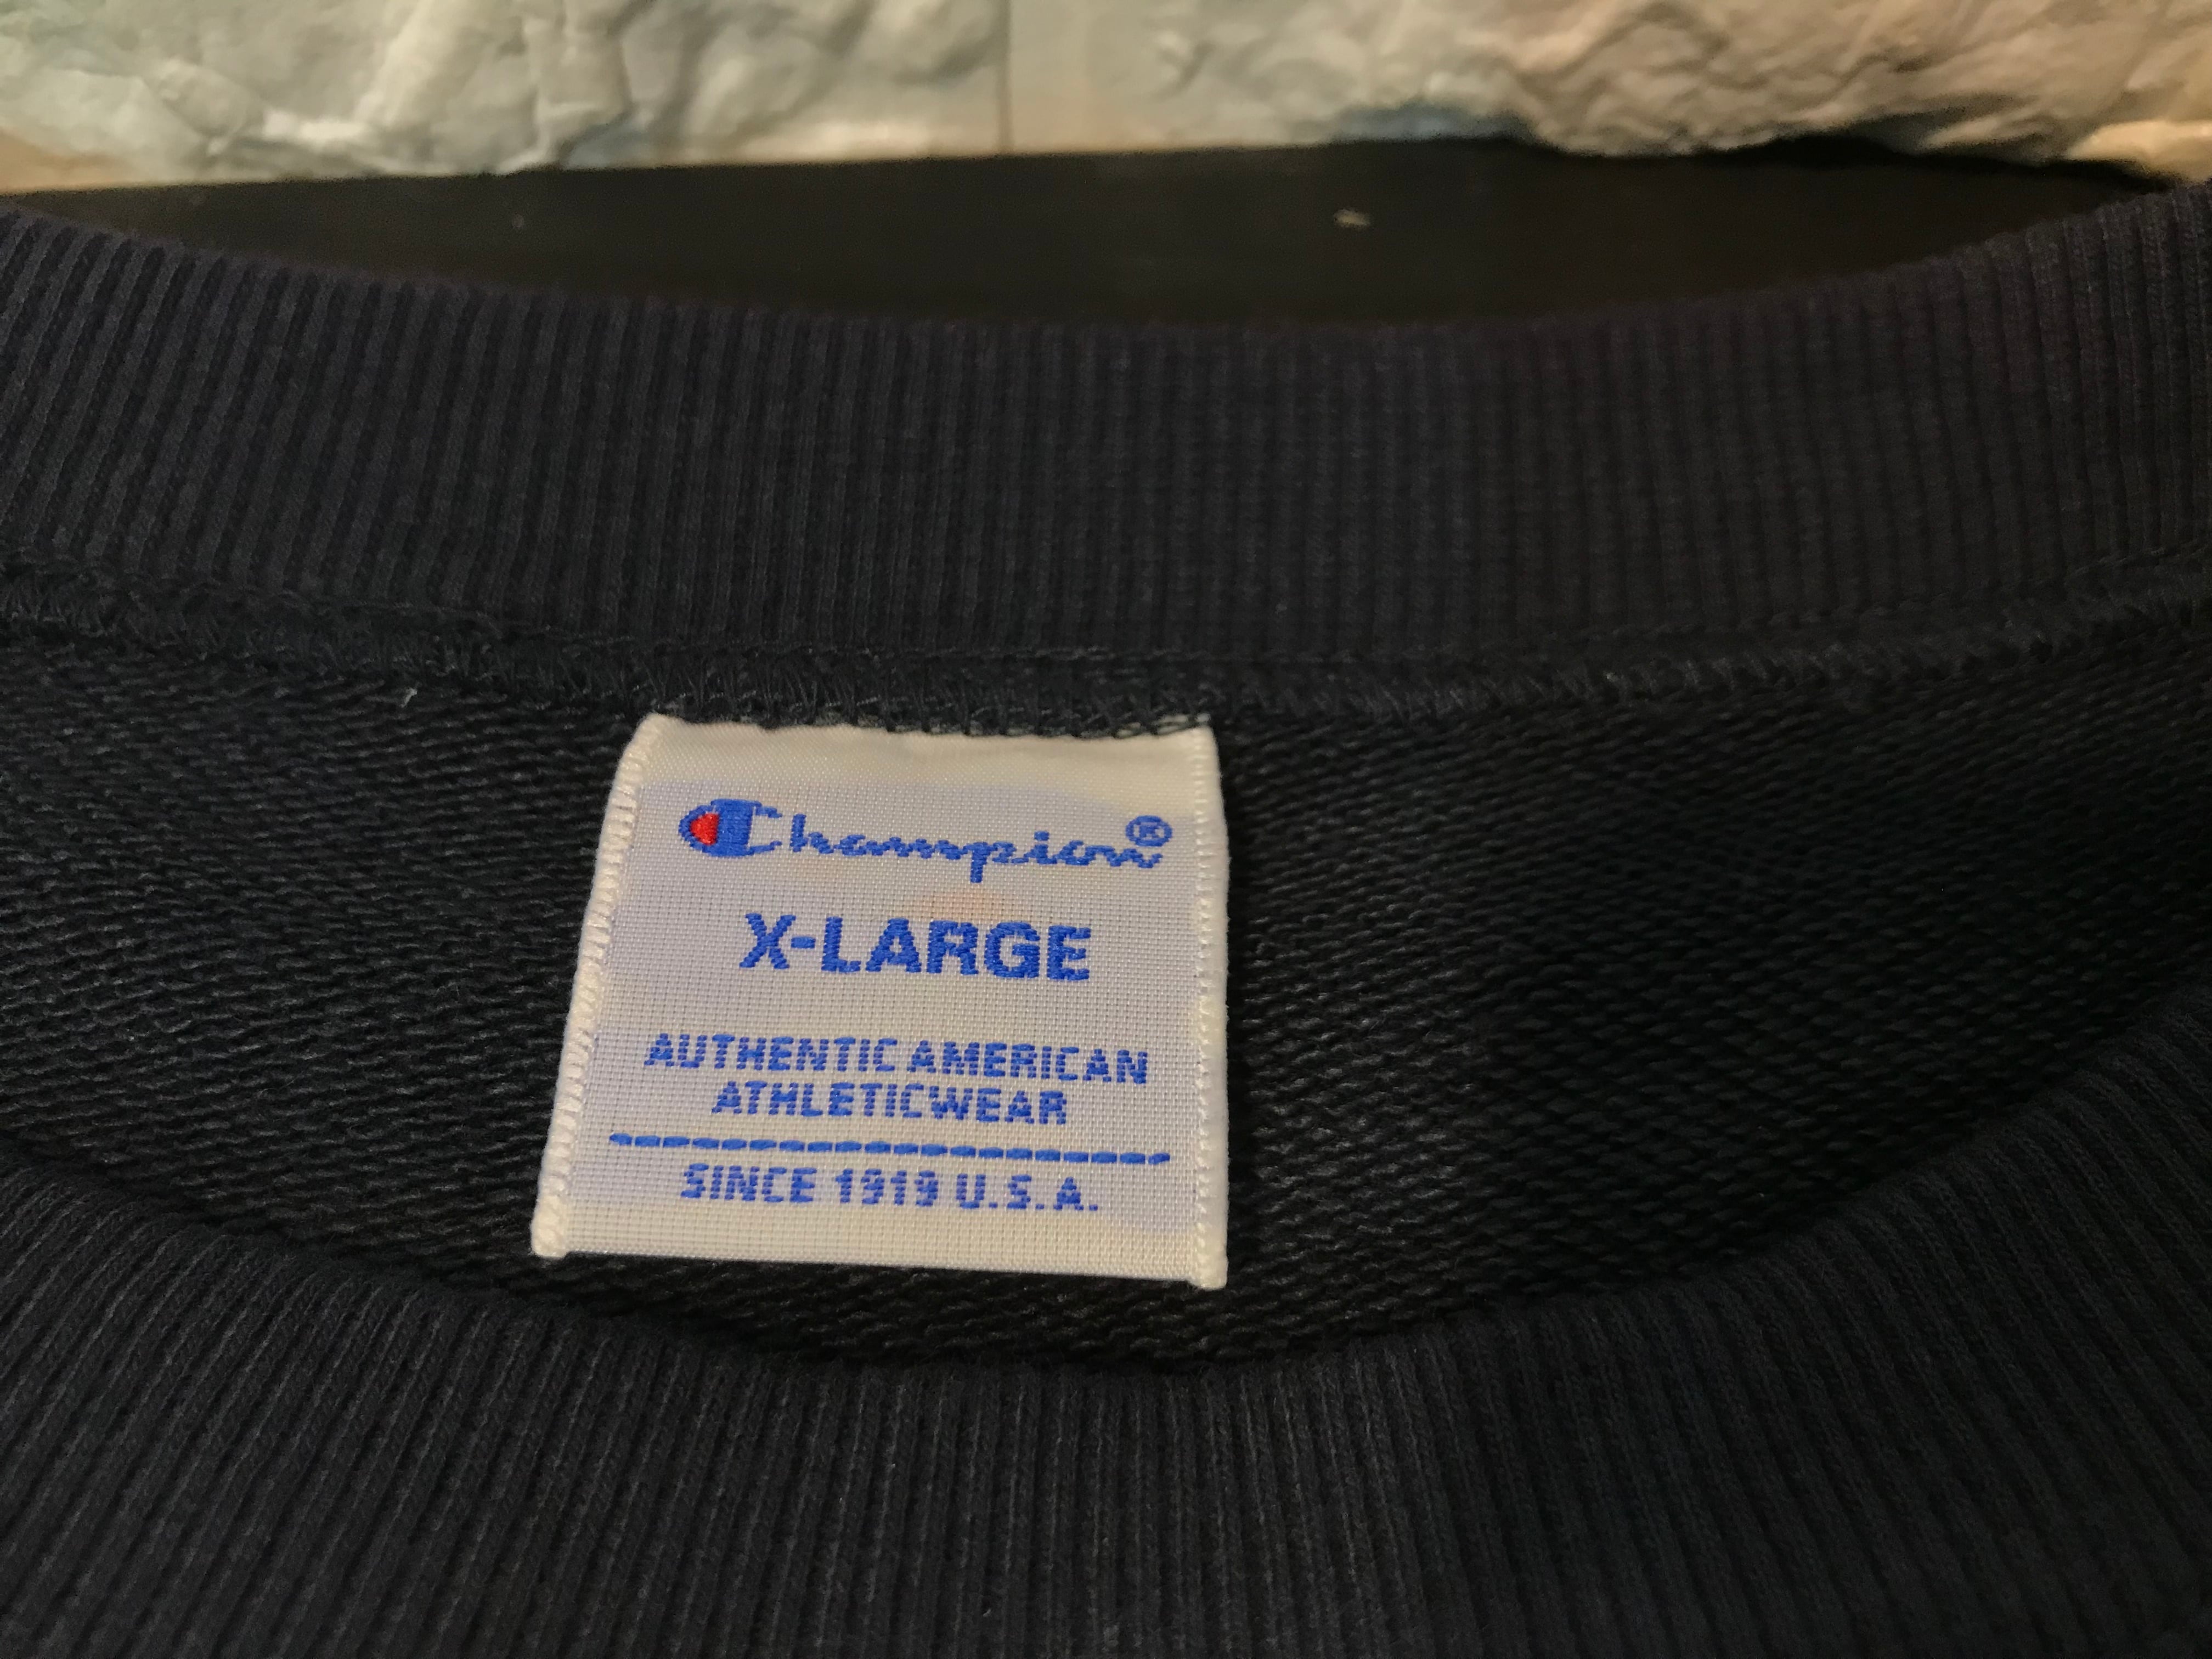 Champion®
X-LARGE
AUTHENTIC AMERICAN
ATHLETICWEAR
SINCE 1919 U.S.A.